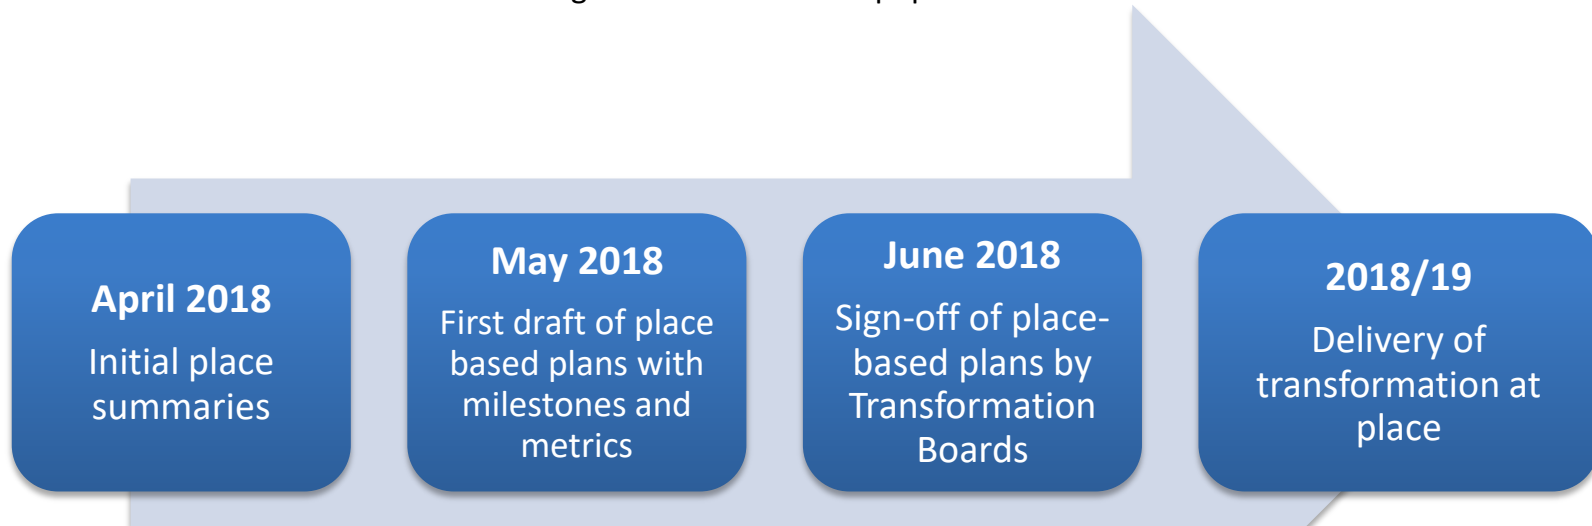 April 2018
Initial place
summaries
May 2018
First draft of place
based plans with
milestones and
metrics
June 2018
Sign-off of place-
based plans by
Transformation
Boards
2018/19
Delivery of
transformation at
place